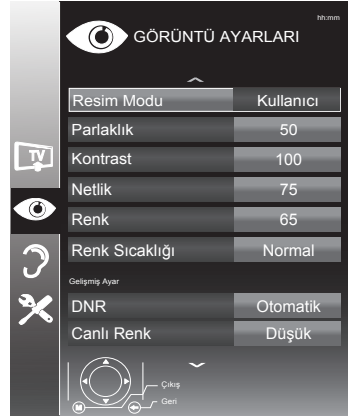 hh:mm
GÖRÜNTÜ AYARLARI
Resim Modu Kullanıcı
Parlaklık 50
Kontrast 100
Netlik 75
Renk 65
Renk Sıcaklığı Normal
Gelişmiş Ayar
DNR Otomatik
Canlı Renk Düşük
Çıkış
M Geri
TV